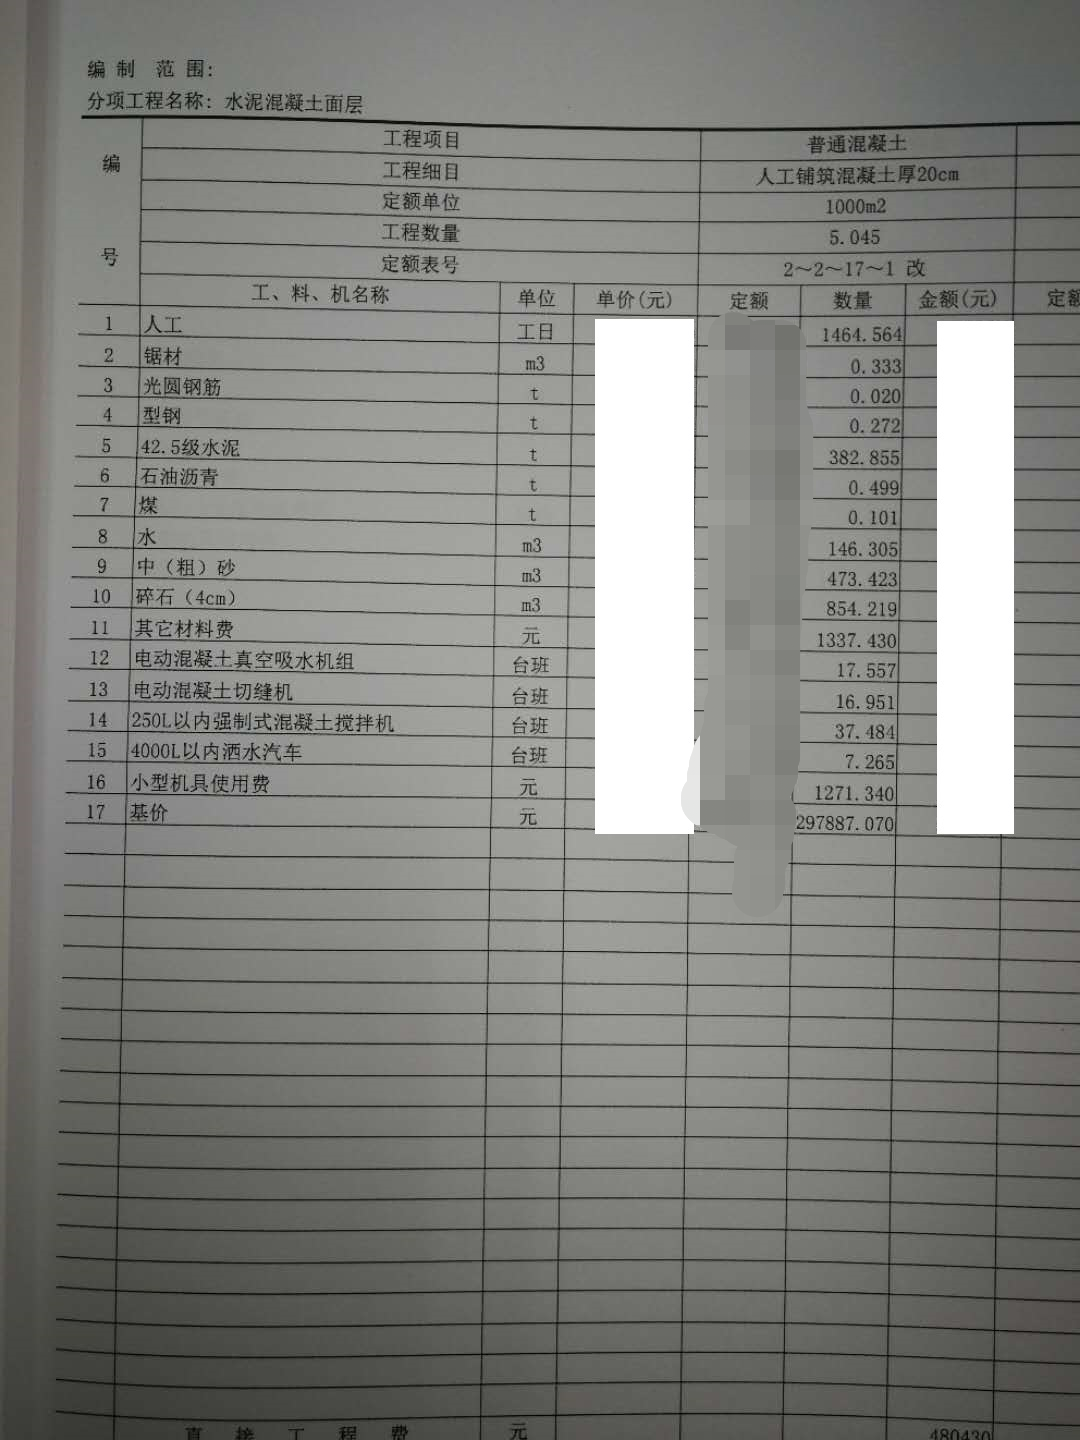 编 制 范 围:
分项工程名称: 水泥混凝土面层
编 号
工程项目 普通混凝土
工程细目 人工铺筑混凝土厚20cm
定额单位 1000m2
工程数量 5.045
定额表号 2～2～17～1 改
工、料、机名称 单位 单价(元) 定额 数量 金额(元) 定额
1 人工 工日 1464.564
2 锯材 m3 0.333
3 光圆钢筋 t 0.020
4 型钢 t 0.272
5 42.5级水泥 t 382.855
6 石油沥青 t 0.499
7 煤 t 0.101
8 水 m3 146.305
9 中（粗）砂 m3 473.423
10 碎石（4cm） m3 854.219
11 其它材料费 元 1337.430
12 电动混凝土真空吸水机组 台班 17.557
13 电动混凝土切缝机 台班 16.951
14 250L以内强制式混凝土搅拌机 台班 37.484
15 4000L以内洒水汽车 台班 7.265
16 小型机具使用费 元 1271.340
17 基价 元 297887.070
直 接 工 程 费 元 480430